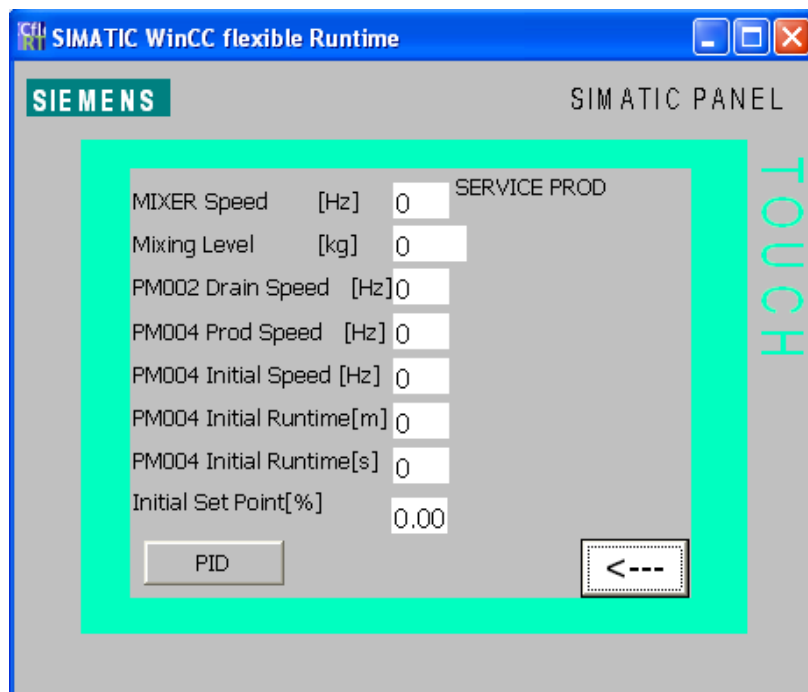 SIMATIC WinCC flexible Runtime
SIEMENS
SIMATIC PANEL
TOUCH
SERVICE PROD
MIXER Speed [Hz] 0
Mixing Level [kg] 0
PM002 Drain Speed [Hz] 0
PM004 Prod Speed [Hz] 0
PM004 Initial Speed [Hz] 0
PM004 Initial Runtime[m] 0
PM004 Initial Runtime[s] 0
Initial Set Point[%] 0.00
PID
<---